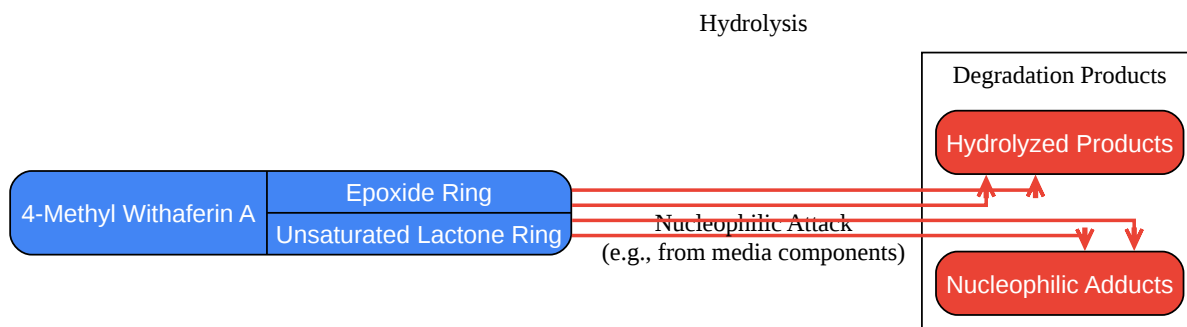 Hydrolysis
Degradation Products
Hydrolyzed Products
4-Methyl Withaferin A
Epoxide Ring
Unsaturated Lactone Ring
Nucleophilic Attack
(e.g., from media components)
Nucleophilic Adducts